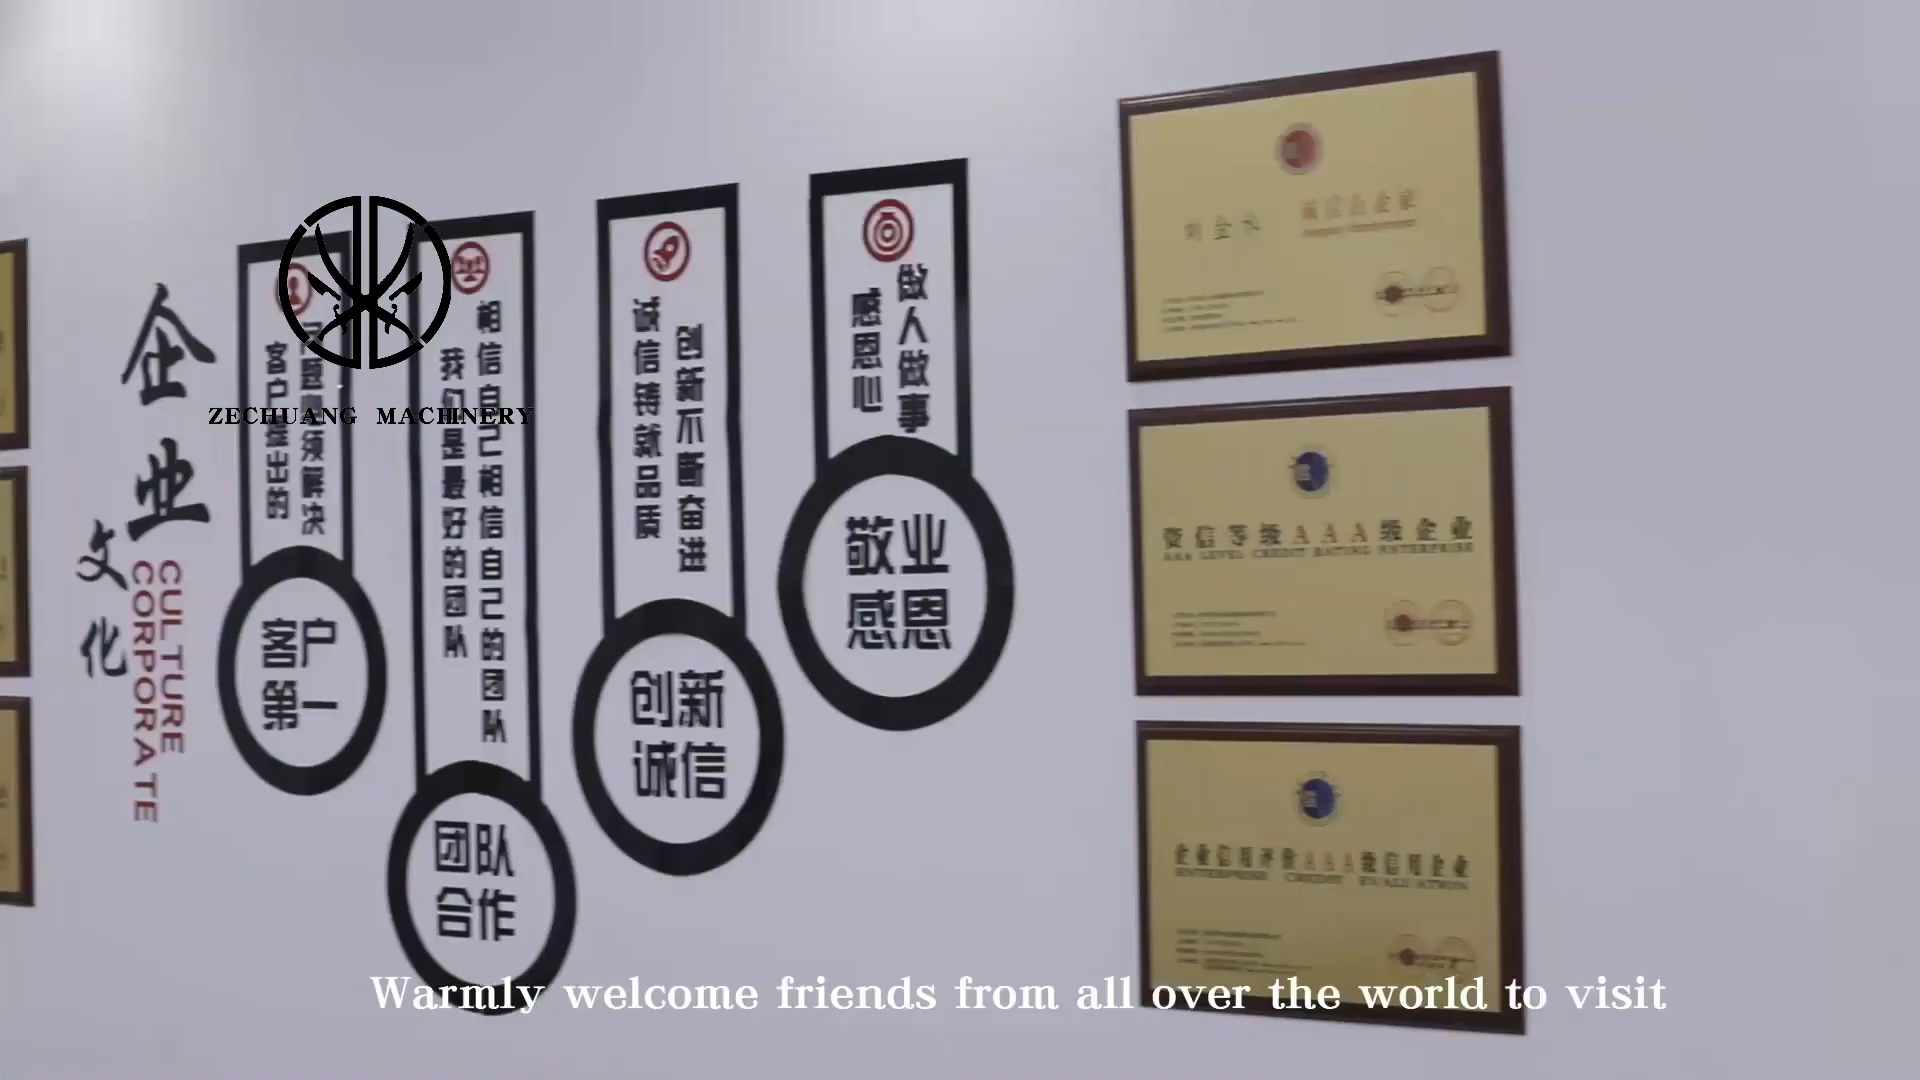 企业
文化
CULTURE
CORPORATE
ZECHUANG MACHINERY
客户提出的
问题必须解决
客户
第一
我们是最好的团队
相信自己相信自己的团队
团队
合作
诚信铸就品质
创新不断奋进
创新
诚信
感恩心
做人做事
敬业
感恩
诚信企业家
资信等级AAA级企业
AAA LEVEL CREDIT RATING ENTERPRISE
企业信用评价AAA级信用企业
ENTERPRISE CREDIT EVALUATION
Warmly welcome friends from all over the world to visit